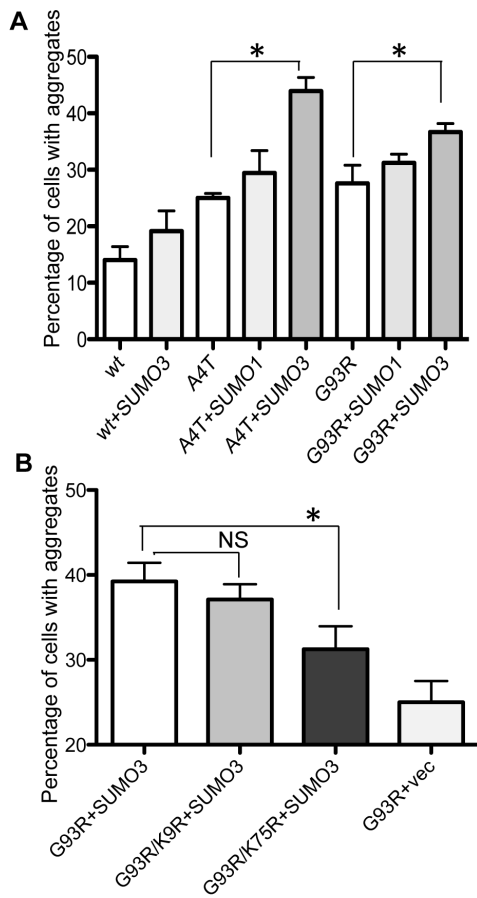 A
Percentage of cells with aggregates
50
40
30
20
10
0
*
*
wt
wt+SUMO3
A4T
A4T+SUMO1
A4T+SUMO3
G93R
G93R+SUMO1
G93R+SUMO3
B
Percentage of cells with aggregates
50
40
30
20
*
NS
G93R+SUMO3
G93R/K9R+SUMO3
G93R/K75R+SUMO3
G93R+vec